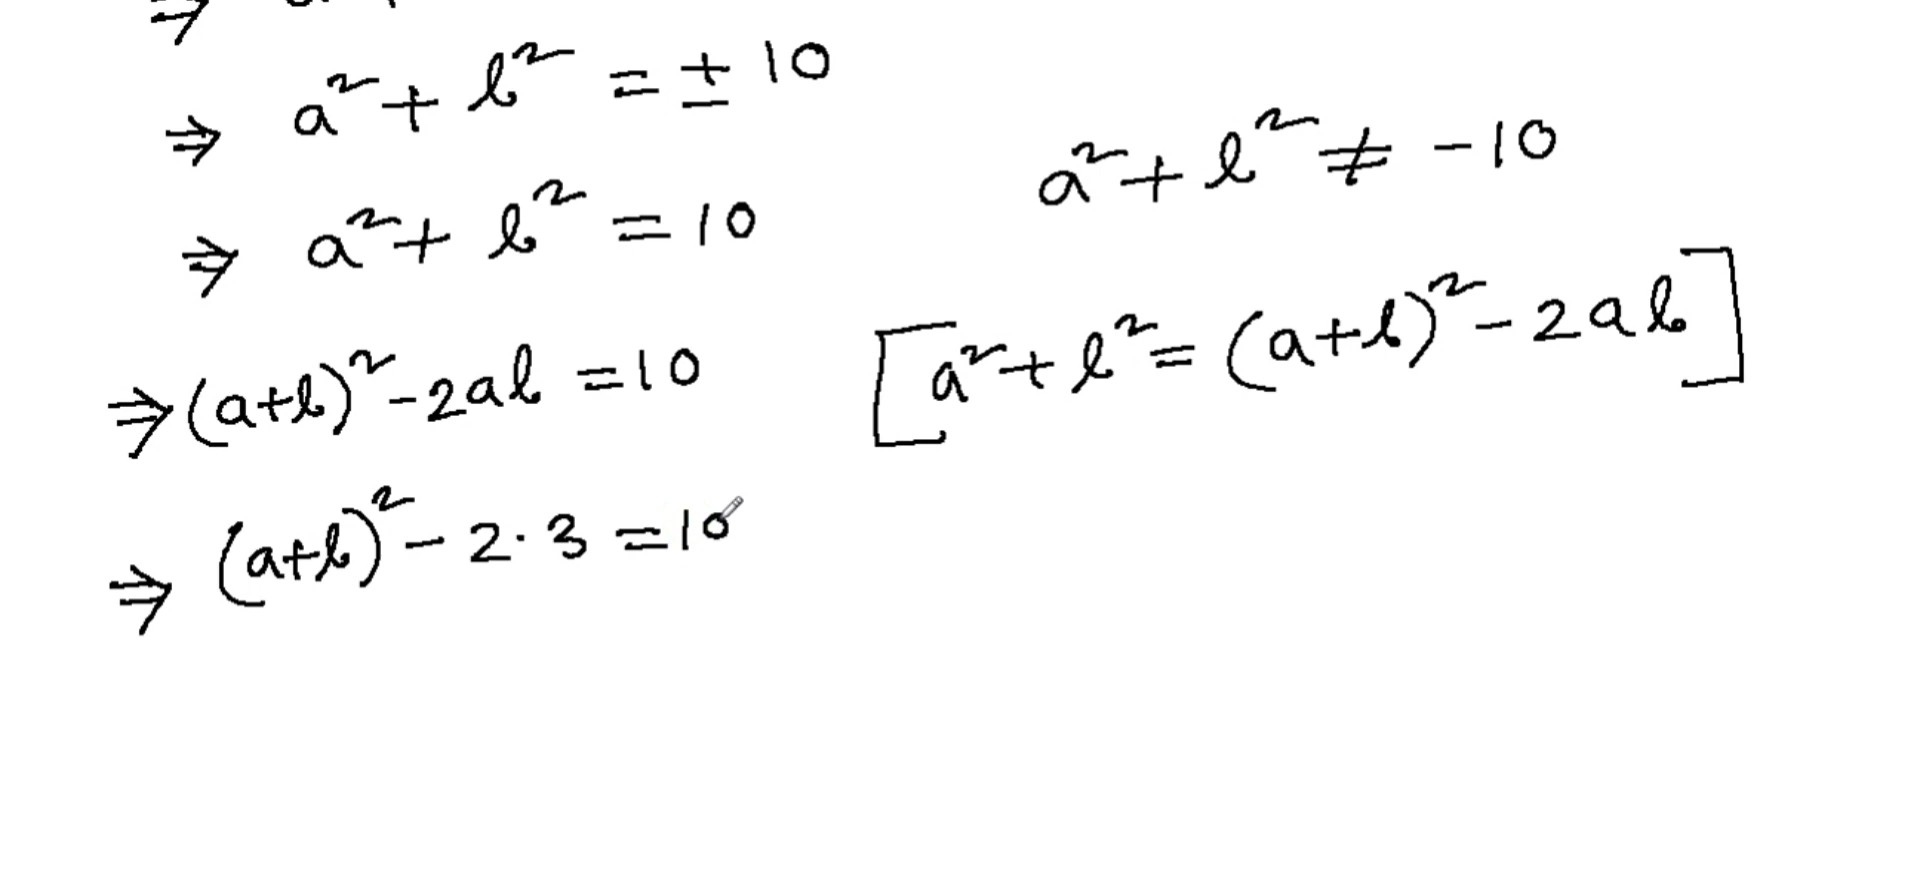 ⇒ a² + b² = ± 10
a² + b² ≠ -10
⇒ a² + b² = 10
[a² + b² = (a+b)² - 2ab]
⇒ (a+b)² - 2ab = 10
⇒ (a+b)² - 2·3 = 10